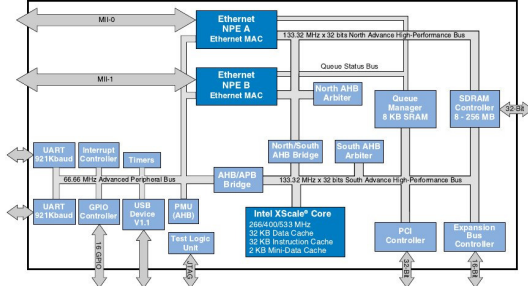 MII-0
Ethernet
NPE A
Ethernet MAC
133.32 MHz x 32 bits North Advance High-Performance Bus
Queue Status Bus
MII-1
Ethernet
NPE B
Ethernet MAC
North AHB
Arbiter
Queue
Manager
8 KB SRAM
SDRAM
Controller
8 - 256 MB
32-Bit
UART
921Kbaud
Interrupt
Controller
Timers
North/South
AHB Bridge
South AHB
Arbiter
66.66 MHz Advanced Peripheral Bus
AHB/APB
Bridge
133.32 MHz x 32 bits South Advance High-Performance Bus
UART
921Kbaud
GPIO
Controller
USB
Device
V1.1
PMU
(AHB)
Test Logic
Unit
Intel XScale® Core
266/400/533 MHz
32 KB Data Cache
32 KB Instruction Cache
2 KB Mini-Data Cache
PCI
Controller
Expansion
Bus
Controller
16 GPIO
JTAG
32-Bit
16-Bit